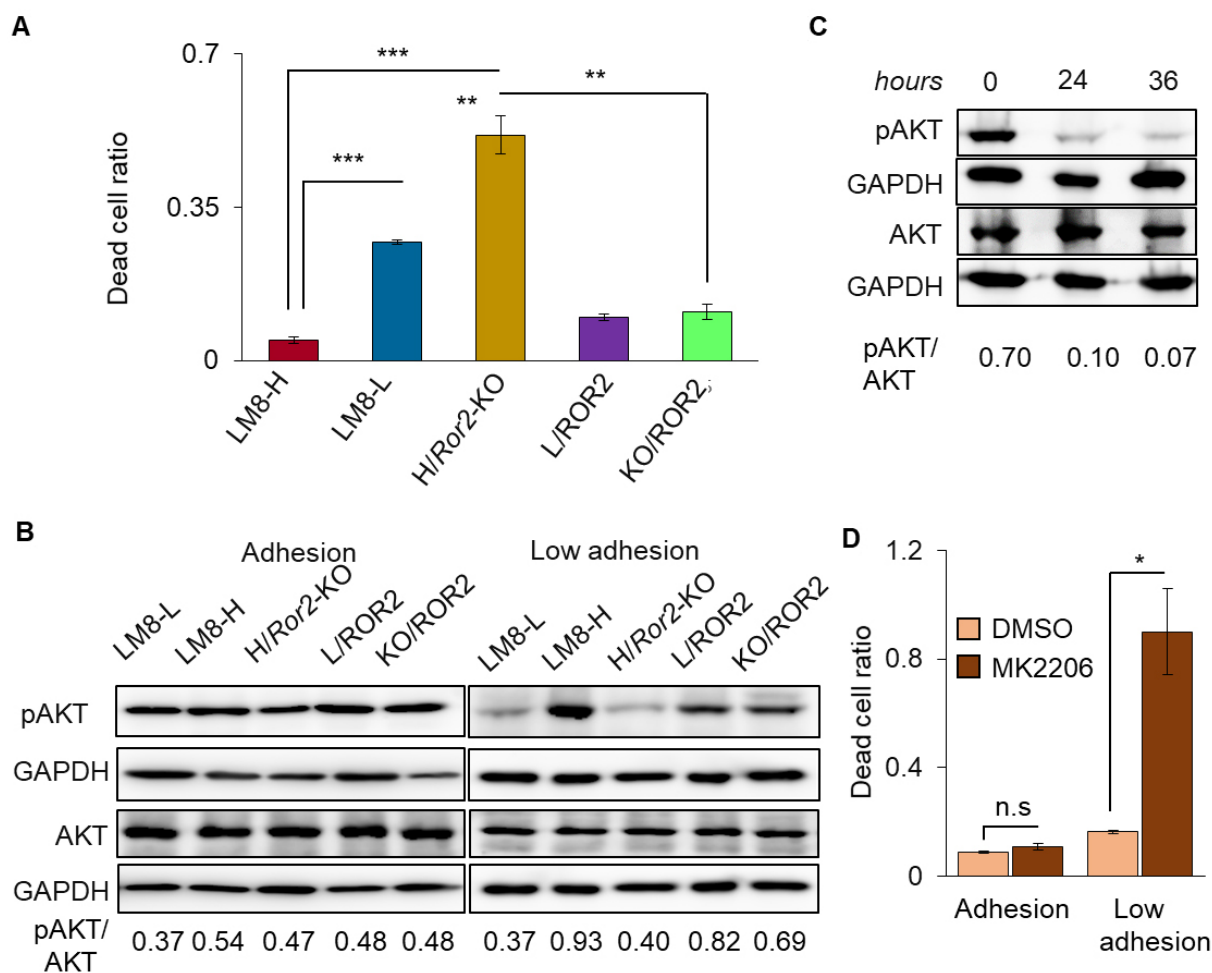 A
0.7
0.35
0
Dead cell ratio
***
***
**
**
LM8-H
LM8-L
H/Ror2-KO
L/ROR2
KO/ROR2
C
hours 0 24 36
pAKT
GAPDH
AKT
GAPDH
pAKT/
AKT
0.70 0.10 0.07
B
Adhesion Low adhesion
LM8-L LM8-H H/Ror2-KO L/ROR2 KO/ROR2 LM8-L LM8-H H/Ror2-KO L/ROR2 KO/ROR2
pAKT
GAPDH
AKT
GAPDH
pAKT/
AKT
0.37 0.54 0.47 0.48 0.48 0.37 0.93 0.40 0.82 0.69
D
1.2
0.8
0.4
0
Dead cell ratio
DMSO
MK2206
n.s
*
Adhesion
Low
adhesion